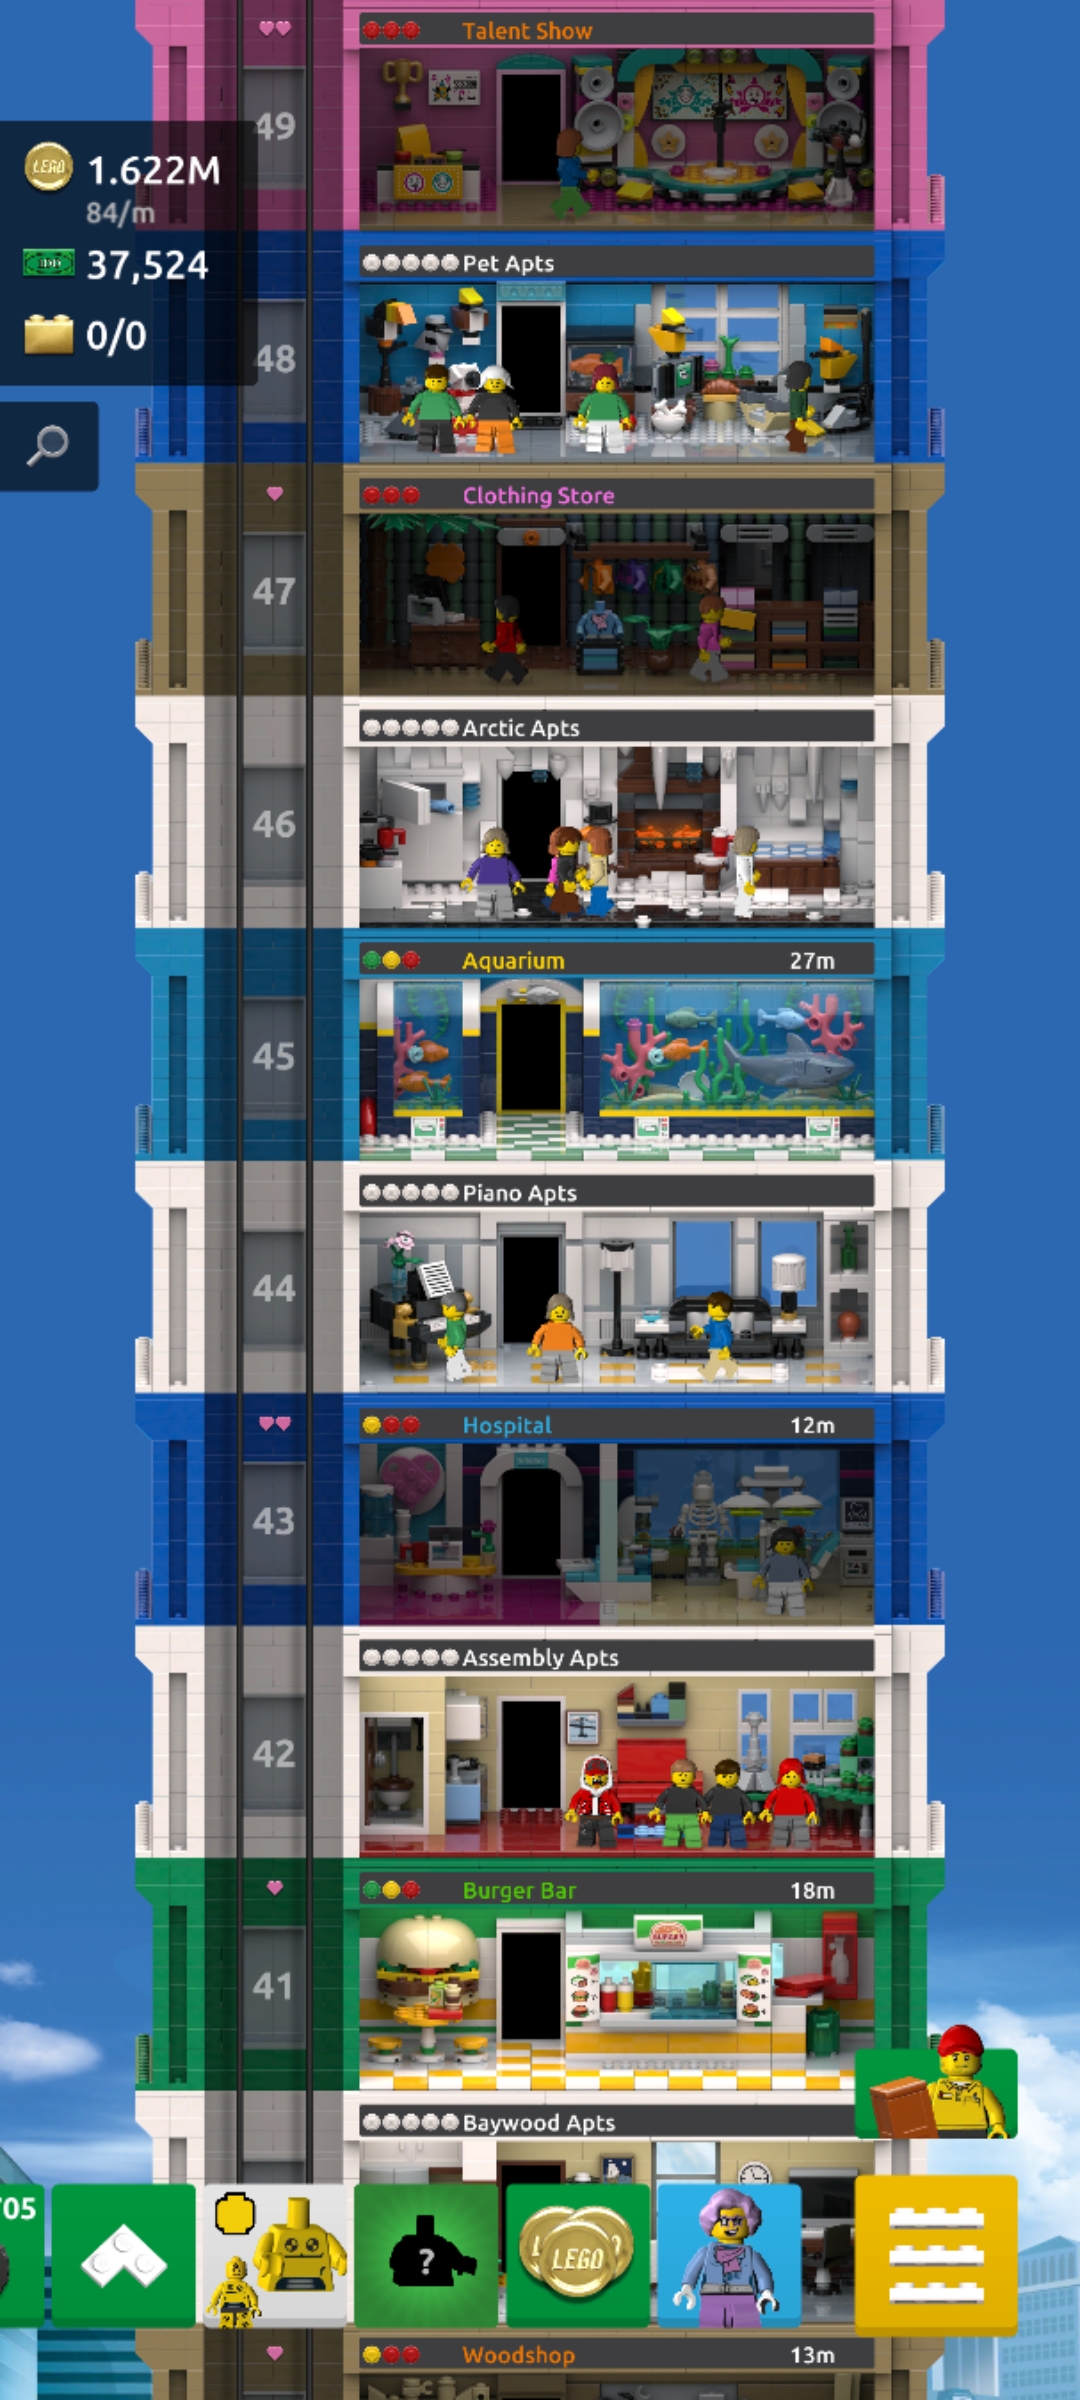 Talent Show
49
LEGO 1.622M
84/m
37,524
Pet Apts
0/0
48
Clothing Store
47
Arctic Apts
46
Aquarium 27m
45
Piano Apts
44
Hospital 12m
43
Assembly Apts
42
Burger Bar 18m
41
Baywood Apts
05
?
LEGO
Woodshop 13m